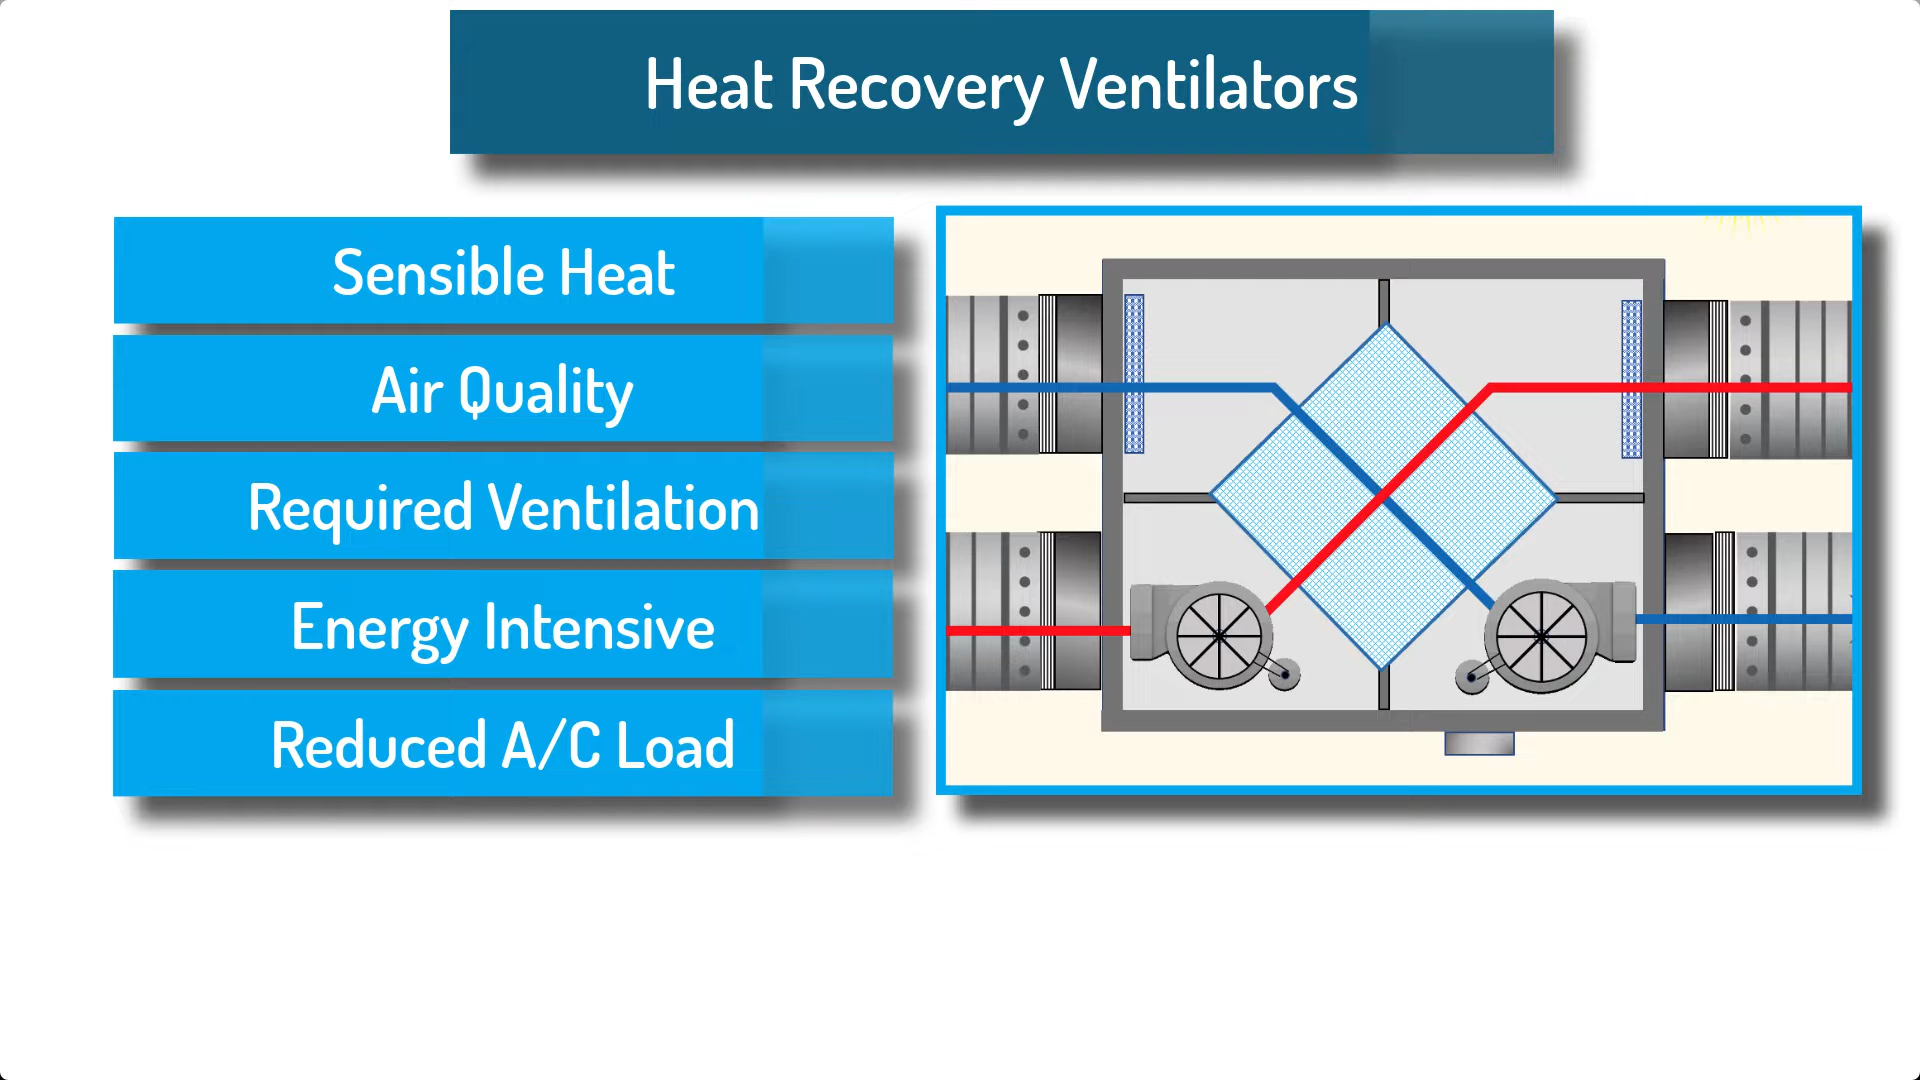 Heat Recovery Ventilators
Sensible Heat
Air Quality
Required Ventilation
Energy Intensive
Reduced A/C Load